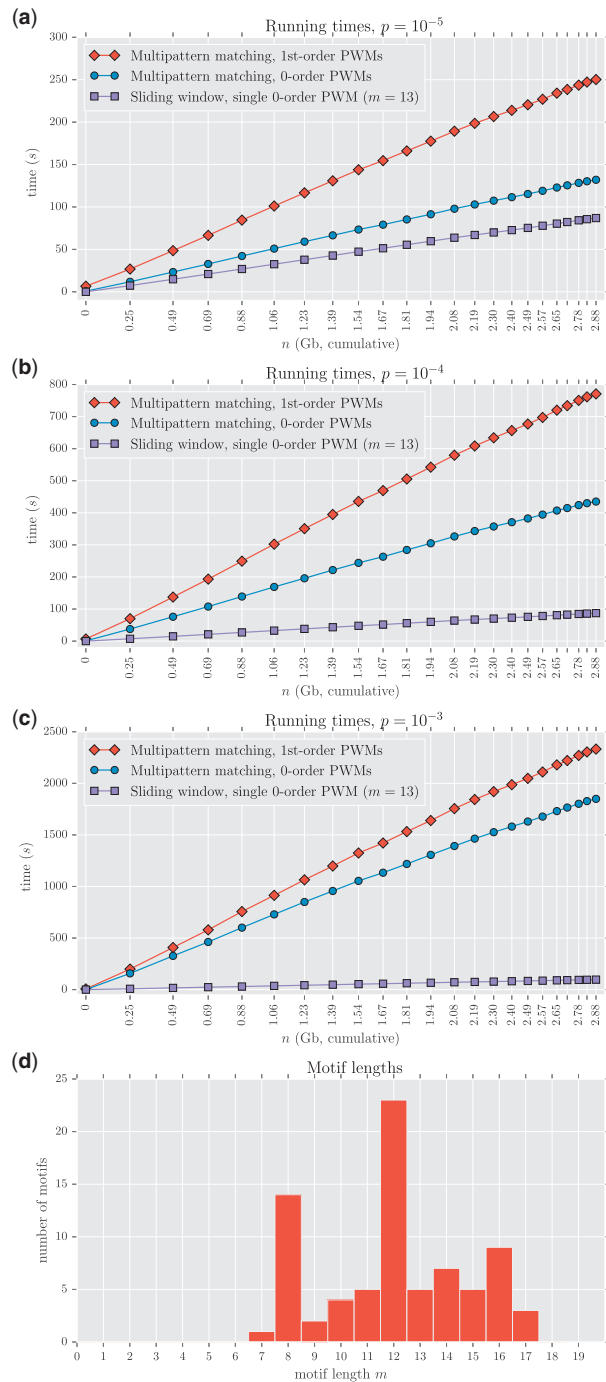 (a)
Running times, p = 10⁻⁵
300
250
200
150
100
50
0
time (s)
Multipattern matching, 1st-order PWMs
Multipattern matching, 0-order PWMs
Sliding window, single 0-order PWM (m = 13)
0 0.25 0.49 0.69 0.88 1.06 1.23 1.39 1.54 1.67 1.81 1.94 2.08 2.19 2.30 2.40 2.49 2.57 2.65 2.78 2.88
n (Gb, cumulative)
(b)
Running times, p = 10⁻⁴
800
700
600
500
400
300
200
100
0
time (s)
Multipattern matching, 1st-order PWMs
Multipattern matching, 0-order PWMs
Sliding window, single 0-order PWM (m = 13)
0 0.25 0.49 0.69 0.88 1.06 1.23 1.39 1.54 1.67 1.81 1.94 2.08 2.19 2.30 2.40 2.49 2.57 2.65 2.78 2.88
n (Gb, cumulative)
(c)
Running times, p = 10⁻³
2500
2000
1500
1000
500
0
time (s)
Multipattern matching, 1st-order PWMs
Multipattern matching, 0-order PWMs
Sliding window, single 0-order PWM (m = 13)
0 0.25 0.49 0.69 0.88 1.06 1.23 1.39 1.54 1.67 1.81 1.94 2.08 2.19 2.30 2.40 2.49 2.57 2.65 2.78 2.88
n (Gb, cumulative)
(d)
Motif lengths
25
20
15
10
5
0
number of motifs
0 1 2 3 4 5 6 7 8 9 10 11 12 13 14 15 16 17 18 19
motif length m